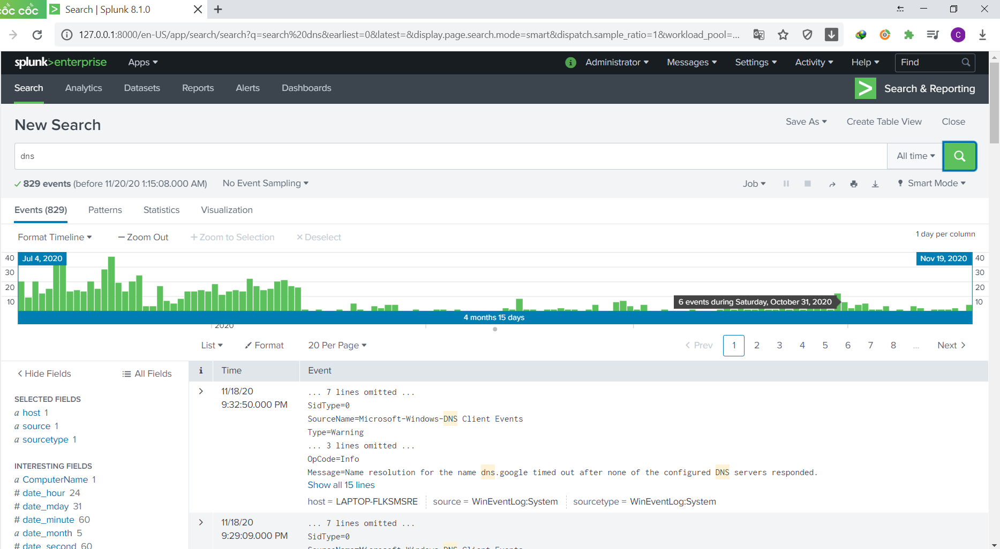 cốc cốc
Search | Splunk 8.1.0
127.0.0.1:8000/en-US/app/search/search?q=search%20dns&earliest=0&latest=&display.page.search.mode=smart&dispatch.sample_ratio=1&workload_pool=...
C
splunk>enterprise Apps
i Administrator Messages Settings Activity Help Find
Search Analytics Datasets Reports Alerts Dashboards
> Search & Reporting
New Search
Save As Create Table View Close
dns
All time
829 events (before 11/20/20 1:15:08.000 AM) No Event Sampling
Job Smart Mode
Events (829) Patterns Statistics Visualization
Format Timeline — Zoom Out + Zoom to Selection × Deselect
1 day per column
40 Jul 4, 2020 Nov 19, 2020 40
30 30
20 20
10 6 events during Saturday, October 31, 2020 10
4 months 15 days
2020
List Format 20 Per Page
< Prev 1 2 3 4 5 6 7 8 ... Next >
< Hide Fields All Fields
SELECTED FIELDS
a host 1
a source 1
a sourcetype 1
INTERESTING FIELDS
a ComputerName 1
# date_hour 24
# date_mday 31
# date_minute 60
a date_month 5
# date_second 60
i Time Event
> 11/18/20
9:32:50.000 PM
... 7 lines omitted ...
SidType=0
SourceName=Microsoft-Windows-DNS Client Events
Type=Warning
... 3 lines omitted ...
OpCode=Info
Message=Name resolution for the name dns.google timed out after none of the configured DNS servers responded.
Show all 15 lines
host = LAPTOP-FLKSMSRE source = WinEventLog:System sourcetype = WinEventLog:System
> 11/18/20
9:29:09.000 PM
... 7 lines omitted ...
SidType=0
SourceName=Microsoft-Windows-DNS Client Events